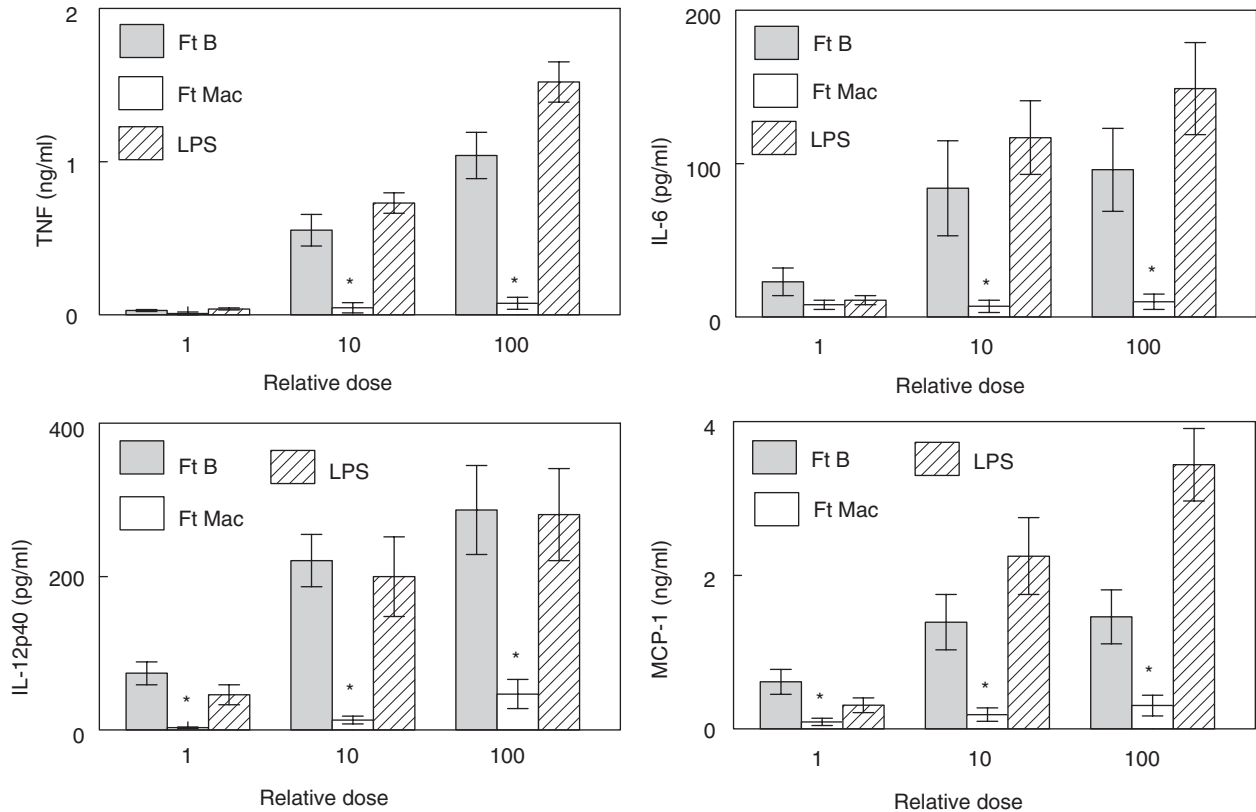 2
Ft B
Ft Mac
LPS
1
0
TNF (ng/ml)
*
*
1 10 100
Relative dose
200
Ft B
Ft Mac
LPS
100
0
IL-6 (pg/ml)
*
*
1 10 100
Relative dose
400
Ft B LPS
Ft Mac
200
0
IL-12p40 (pg/ml)
*
*
*
1 10 100
Relative dose
4
Ft B LPS
Ft Mac
2
0
MCP-1 (ng/ml)
*
*
*
1 10 100
Relative dose